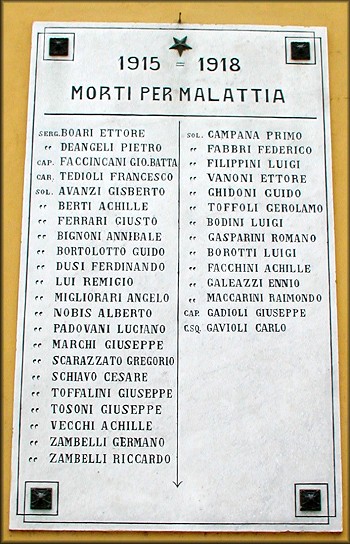 1915 = 1918
MORTI PER MALATTIA
SERG. BOARI ETTORE
" DEANGELI PIETRO
CAP. FACCINCANI GIO.BATTA
CAR. TEDIOLI FRANCESCO
SOL. AVANZI GISBERTO
" BERTI ACHILLE
" FERRARI GIUSTO
" BIGNONI ANNIBALE
" BORTOLOTTO GUIDO
" DUSI FERDINANDO
" LUI REMIGIO
" MIGLIORARI ANGELO
" NOBIS ALBERTO
" PADOVANI LUCIANO
" MARCHI GIUSEPPE
" SCARAZZATO GREGORIO
" SCHIAVO CESARE
" TOFFALINI GIUSEPPE
" TOSONI GIUSEPPE
" VECCHI ACHILLE
" ZAMBELLI GERMANO
" ZAMBELLI RICCARDO
SOL. CAMPANA PRIMO
" FABBRI FEDERICO
" FILIPPINI LUIGI
" VANONI ETTORE
" GHIDONI GUIDO
" TOFFOLI GEROLAMO
" BODINI LUIGI
" GASPARINI ROMANO
" BOROTTI LUIGI
" FACCHINI ACHILLE
" GALEAZZI ENNIO
" MACCARINI RAIMONDO
CAP. GADIOLI GIUSEPPE
C.SQ. GAVIOLI CARLO